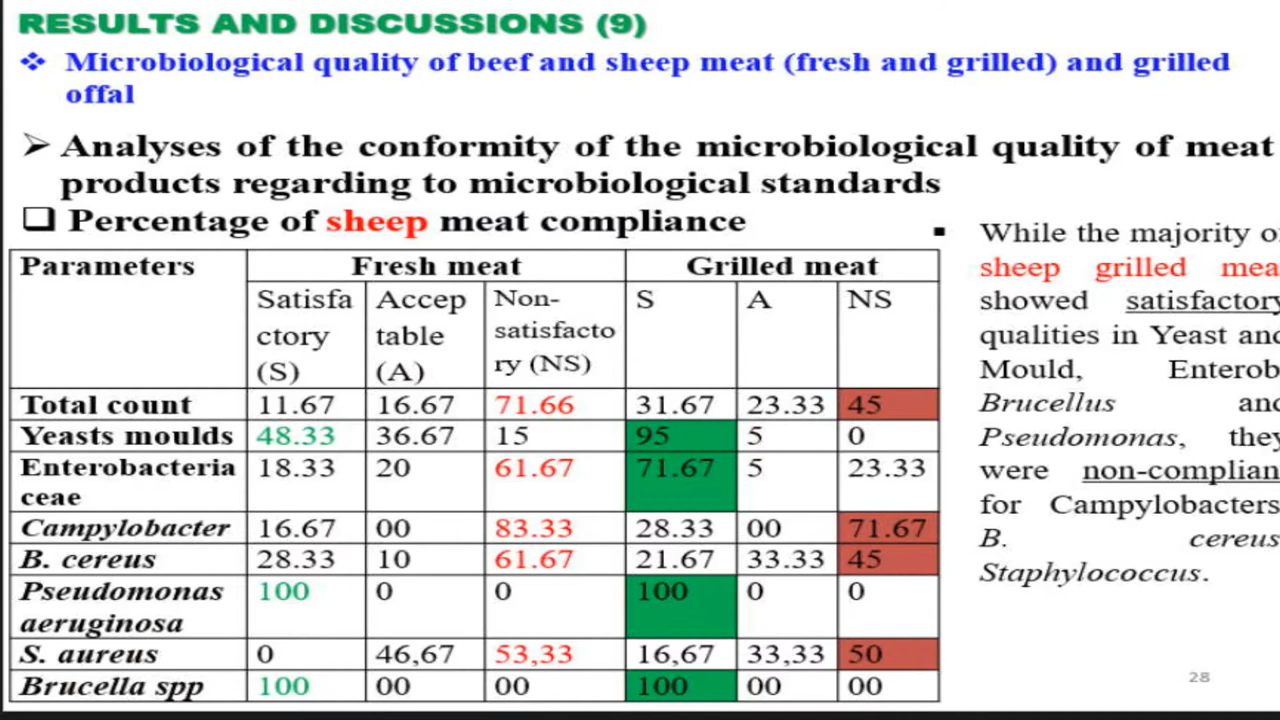 RESULTS AND DISCUSSIONS (9)
❖ Microbiological quality of beef and sheep meat (fresh and grilled) and grilled
offal
➢ Analyses of the conformity of the microbiological quality of meat
products regarding to microbiological standards
❑ Percentage of sheep meat compliance
Parameters Fresh meat Grilled meat
Satisfa
ctory
(S)
Accep
table
(A)
Non-
satisfacto
ry (NS)
S A NS
Total count 11.67 16.67 71.66 31.67 23.33 45
Yeasts moulds 48.33 36.67 15 95 5 0
Enterobacteria 18.33 20 61.67 71.67 5 23.33
ceae
Campylobacter 16.67 00 83.33 28.33 00 71.67
B. cereus 28.33 10 61.67 21.67 33.33 45
Pseudomonas 100 0 0 100 0 0
aeruginosa
S. aureus 0 46,67 53,33 16,67 33,33 50
Brucella spp 100 00 00 100 00 00
▪ While the majority of
sheep grilled mea
showed satisfactory
qualities in Yeast and
Mould, Enterob
Brucellus and
Pseudomonas, they
were non-complian
for Campylobacters
B. cereus
Staphylococcus.
28